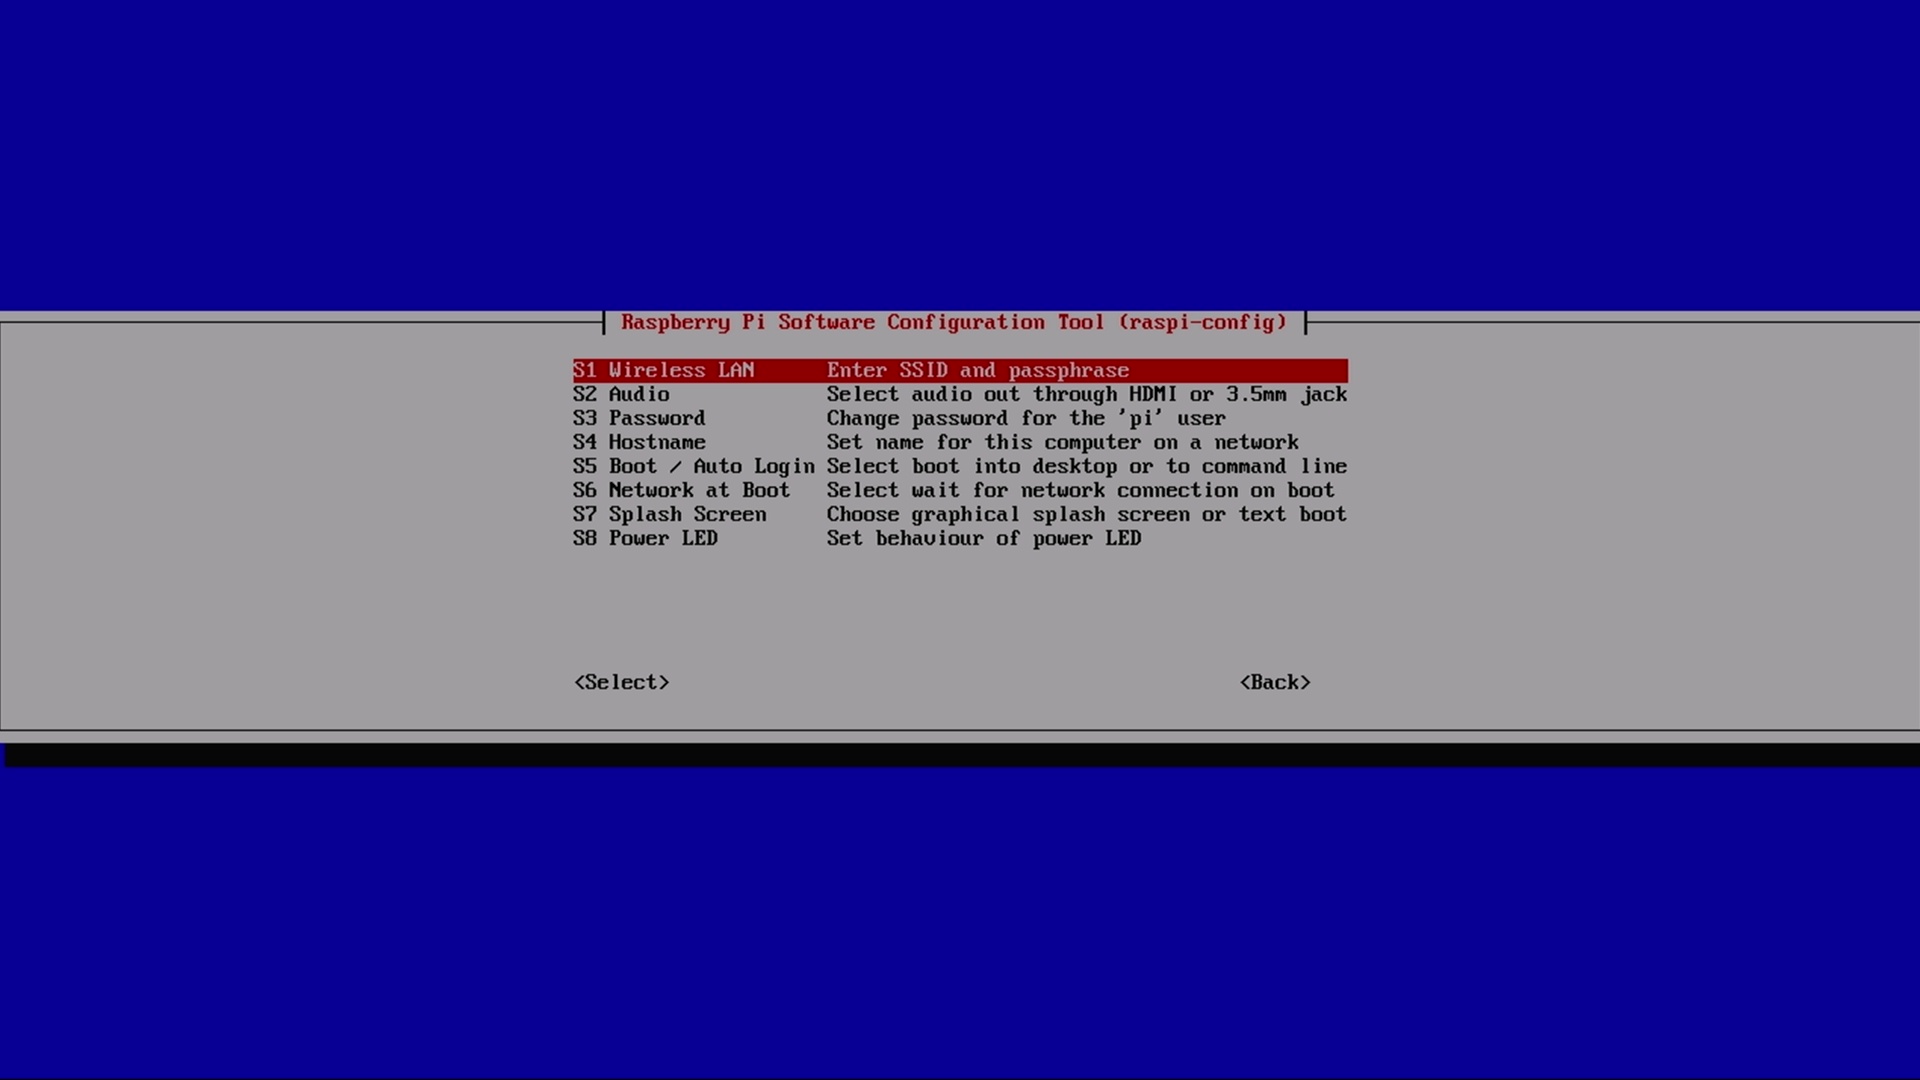 Raspberry Pi Software Configuration Tool (raspi-config)
S1 Wireless LAN Enter SSID and passphrase
S2 Audio Select audio out through HDMI or 3.5mm jack
S3 Password Change password for the 'pi' user
S4 Hostname Set name for this computer on a network
S5 Boot / Auto Login Select boot into desktop or to command line
S6 Network at Boot Select wait for network connection on boot
S7 Splash Screen Choose graphical splash screen or text boot
S8 Power LED Set behaviour of power LED
<Select> <Back>